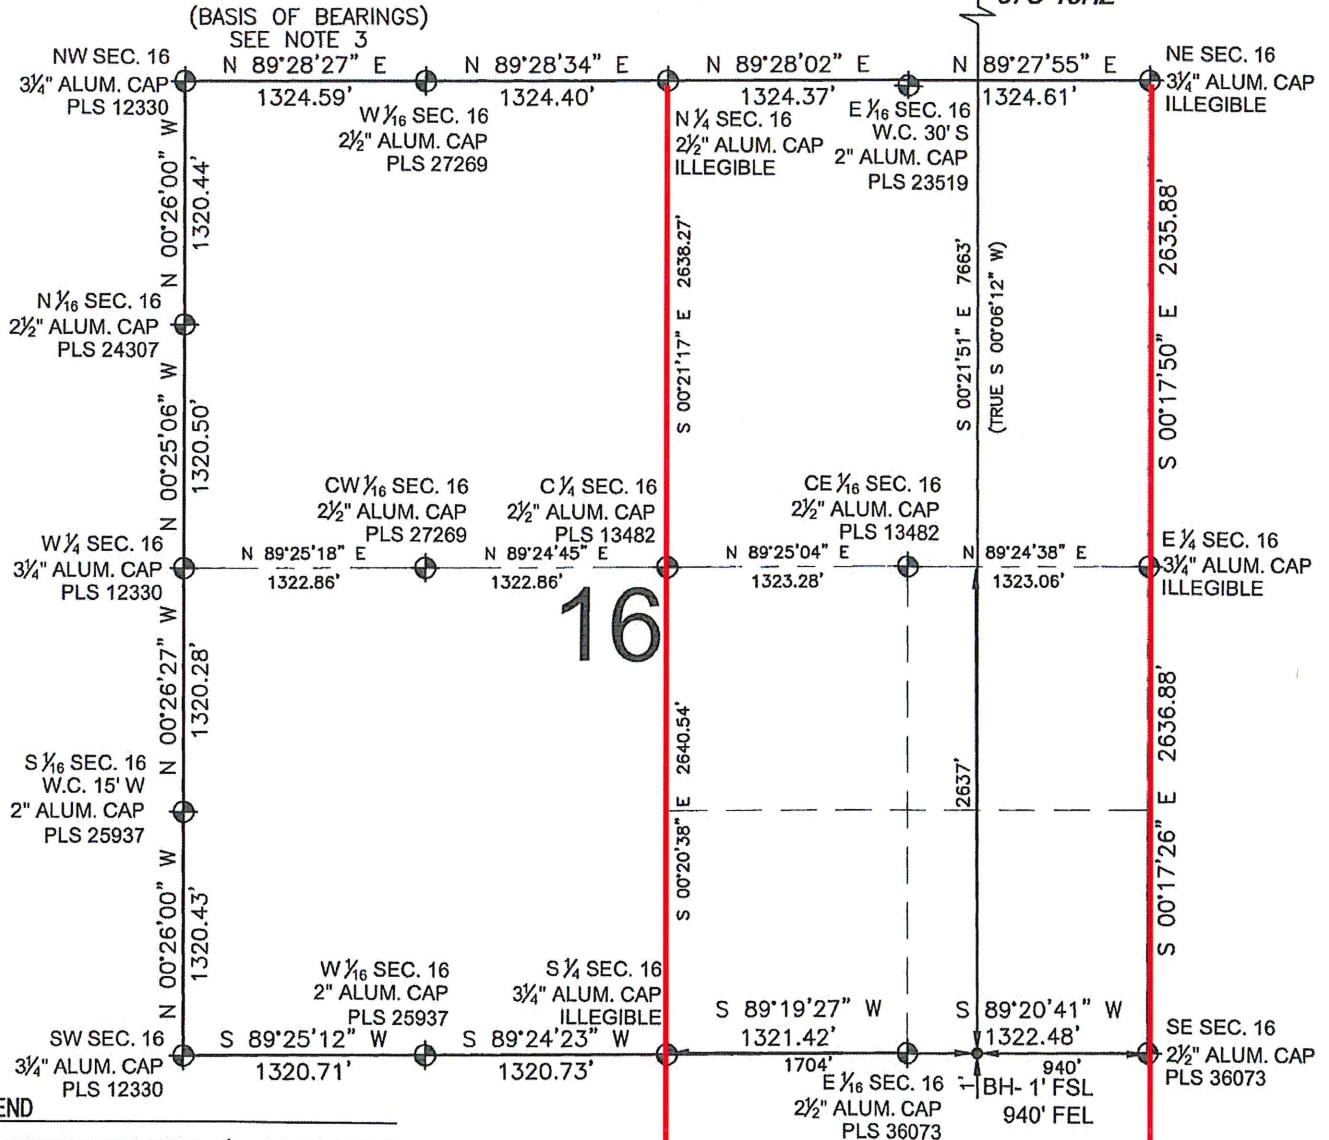 (BASIS OF BEARINGS)
SEE NOTE 3
NW SEC. 16
3¼" ALUM. CAP
PLS 12330
N 89°28'27" E
1324.59'
N 89°28'34" E
1324.40'
N 89°28'02" E
1324.37'
N 89°27'55" E
1324.61'
NE SEC. 16
3¼" ALUM. CAP
ILLEGIBLE
W 1/16 SEC. 16
2½" ALUM. CAP
PLS 27269
N ¼ SEC. 16
2½" ALUM. CAP
ILLEGIBLE
E 1/16 SEC. 16
W.C. 30' S
2" ALUM. CAP
PLS 23519
N 00°26'00" W
1320.44'
S 00°21'17" E 2638.27'
S 00°21'51" E 7663'
(TRUE S 00°06'12" W)
S 00°17'50" E 2635.88'
N 1/16 SEC. 16
2½" ALUM. CAP
PLS 24307
N 00°25'06" W
1320.50'
W ¼ SEC. 16
3¼" ALUM. CAP
PLS 12330
CW 1/16 SEC. 16
2½" ALUM. CAP
PLS 27269
C ¼ SEC. 16
2½" ALUM. CAP
PLS 13482
CE 1/16 SEC. 16
2½" ALUM. CAP
PLS 13482
E ¼ SEC. 16
3¼" ALUM. CAP
ILLEGIBLE
N 89°25'18" E
1322.86'
N 89°24'45" E
1322.86'
N 89°25'04" E
1323.28'
N 89°24'38" E
1323.06'
16
N 00°26'27" W
1320.28'
S 00°20'38" E 2640.54'
2637'
S 00°17'26" E 2636.88'
S 1/16 SEC. 16
W.C. 15' W
2" ALUM. CAP
PLS 25937
N 00°26'00" W
1320.43'
W 1/16 SEC. 16
2" ALUM. CAP
PLS 25937
S ¼ SEC. 16
3¼" ALUM. CAP
ILLEGIBLE
SW SEC. 16
3¼" ALUM. CAP
PLS 12330
S 89°25'12" W
1320.71'
S 89°24'23" W
1320.73'
S 89°19'27" W
1321.42'
1704'
S 89°20'41" W
1322.48'
940'
SE SEC. 16
2½" ALUM. CAP
PLS 36073
E 1/16 SEC. 16
2½" ALUM. CAP
PLS 36073
1'
BH- 1' FSL
940' FEL
END